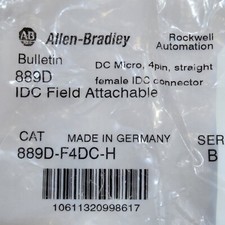 AB Allen-Bradley
Rockwell
Automation
Bulletin
889D
DC Micro, 4pin, straight
female IDC connector
IDC Field Attachable
CAT
MADE IN GERMANY
SER
889D-F4DC-H
B
10611320998617